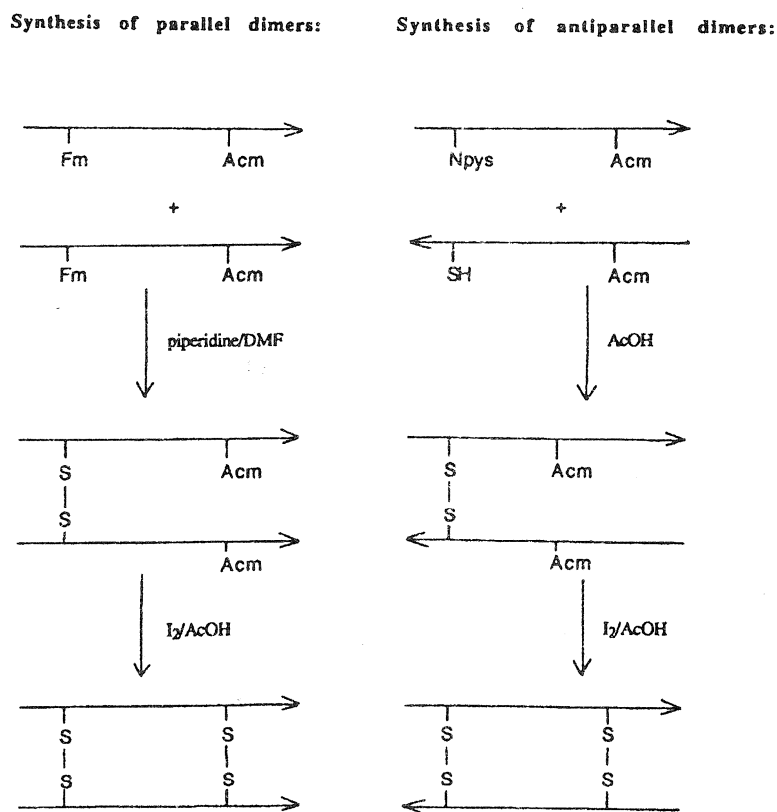 Synthesis of parallel dimers:
Fm Acm
+
Fm Acm
piperidine/DMF
S Acm
S
Acm
I₂/AcOH
S S
S S
Synthesis of antiparallel dimers:
Npys Acm
+
SH Acm
AcOH
S Acm
S
Acm
I₂/AcOH
S S
S S